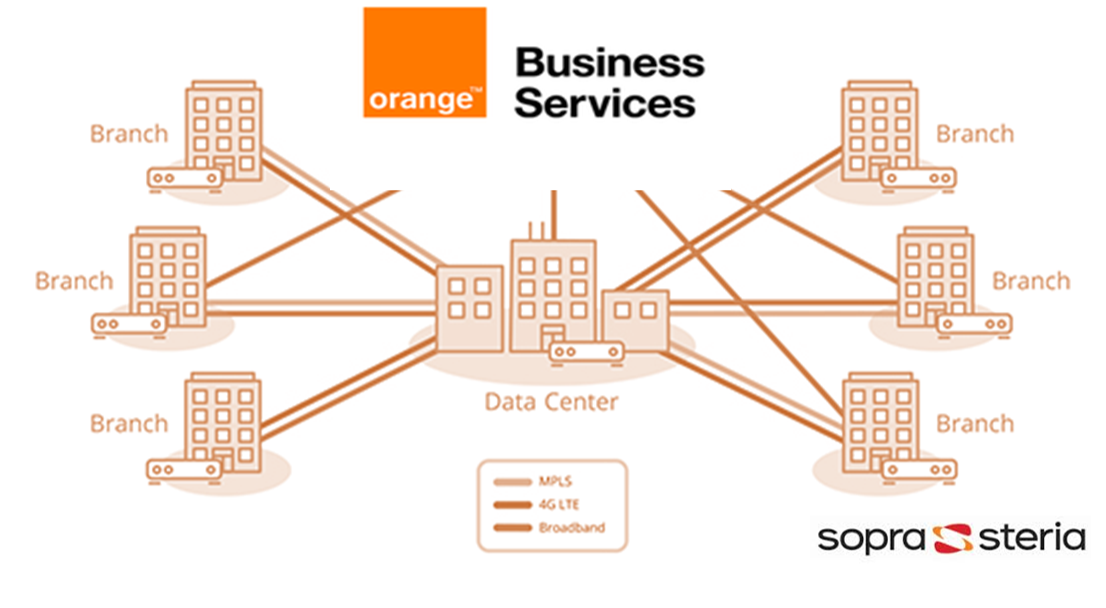 Business
Services
orange™
Branch
Branch
Branch
Branch
Branch
Branch
Data Center
MPLS
4G LTE
Broadband
sopra steria